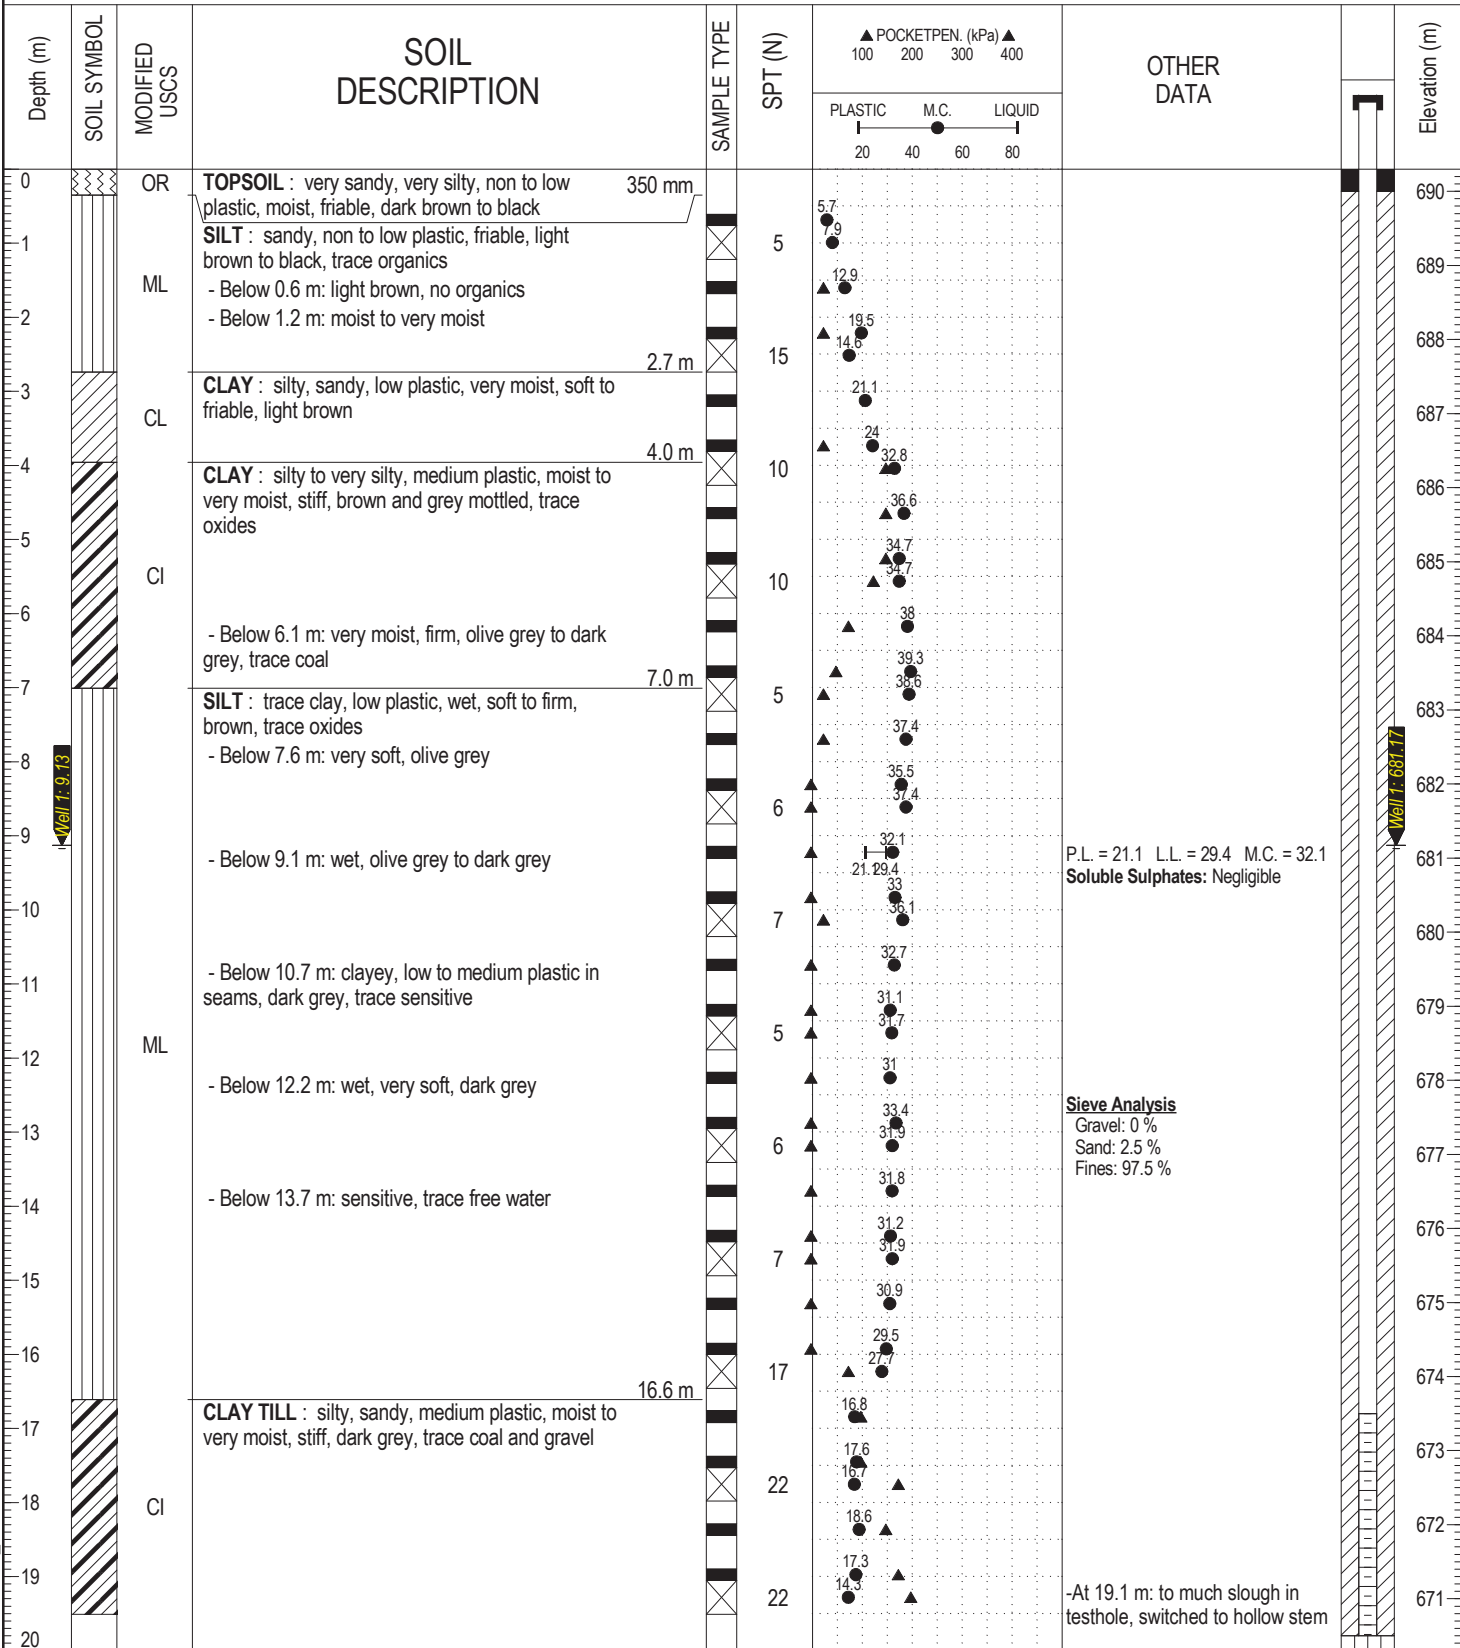 Depth (m)
SOIL SYMBOL
MODIFIED
USCS
SOIL
DESCRIPTION
SAMPLE TYPE
SPT (N)
▲ POCKETPEN. (kPa) ▲
100 200 300 400
PLASTIC M.C. LIQUID
20 40 60 80
OTHER
DATA
Elevation (m)
0
1
2
3
4
5
6
7
8
9
10
11
12
13
14
15
16
17
18
19
20
Well 1: 9.13
OR
ML
CL
CI
ML
CI
TOPSOIL : very sandy, very silty, non to low 350 mm
plastic, moist, friable, dark brown to black
SILT : sandy, non to low plastic, friable, light
brown to black, trace organics
- Below 0.6 m: light brown, no organics
- Below 1.2 m: moist to very moist
2.7 m
CLAY : silty, sandy, low plastic, very moist, soft to
friable, light brown
4.0 m
CLAY : silty to very silty, medium plastic, moist to
very moist, stiff, brown and grey mottled, trace
oxides
- Below 6.1 m: very moist, firm, olive grey to dark
grey, trace coal
7.0 m
SILT : trace clay, low plastic, wet, soft to firm,
brown, trace oxides
- Below 7.6 m: very soft, olive grey
- Below 9.1 m: wet, olive grey to dark grey
- Below 10.7 m: clayey, low to medium plastic in
seams, dark grey, trace sensitive
- Below 12.2 m: wet, very soft, dark grey
- Below 13.7 m: sensitive, trace free water
16.6 m
CLAY TILL : silty, sandy, medium plastic, moist to
very moist, stiff, dark grey, trace coal and gravel
5
15
10
10
5
6
7
5
6
7
17
22
22
5.7
7.9
12.9
19.5
14.6
21.1
24
32.8
36.6
34.7
34.7
38
39.3
38.6
37.4
35.5
37.4
32.1
21.1 29.4
33
36.1
32.7
31.1
31.7
31
33.4
31.9
31.8
31.2
31.9
30.9
29.5
27.7
16.8
17.6
16.7
18.6
17.3
14.3
P.L. = 21.1 L.L. = 29.4 M.C. = 32.1
Soluble Sulphates: Negligible
Sieve Analysis
Gravel: 0 %
Sand: 2.5 %
Fines: 97.5 %
-At 19.1 m: to much slough in
testhole, switched to hollow stem
Well 1: 681.17
690
689
688
687
686
685
684
683
682
681
680
679
678
677
676
675
674
673
672
671